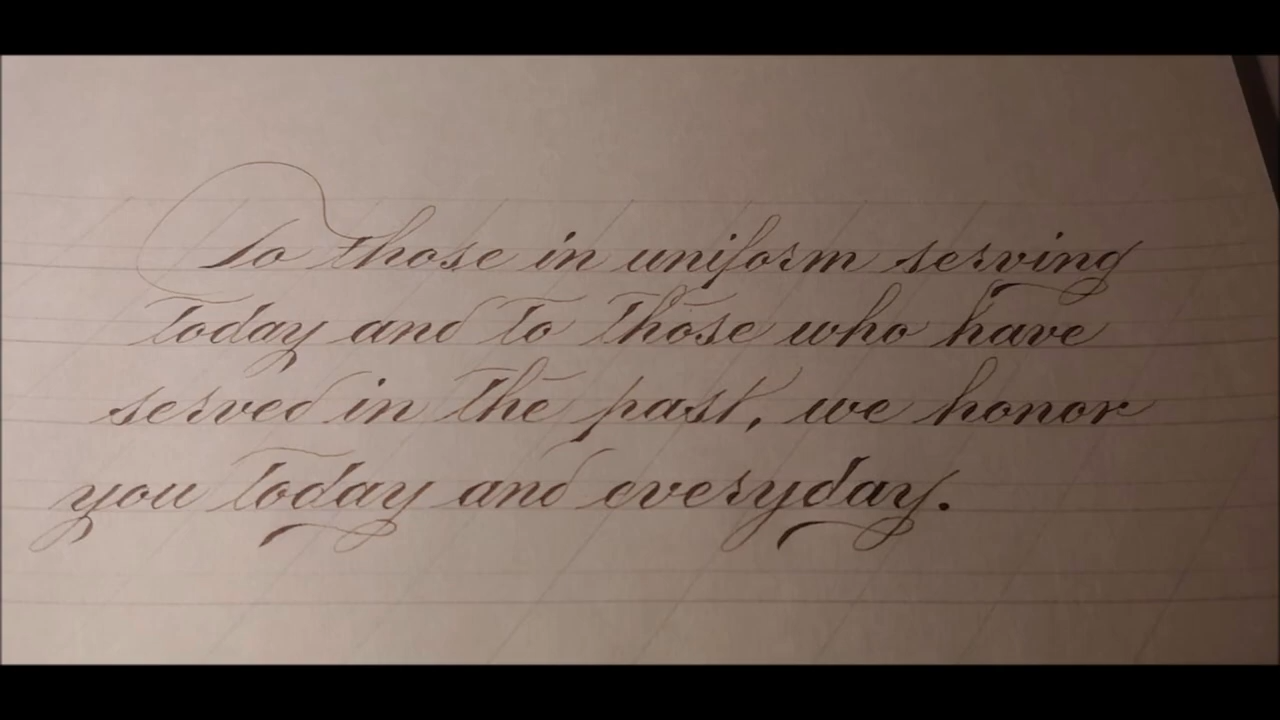 To those in uniform serving
today and to those who have
served in the past, we honor
you today and everyday.